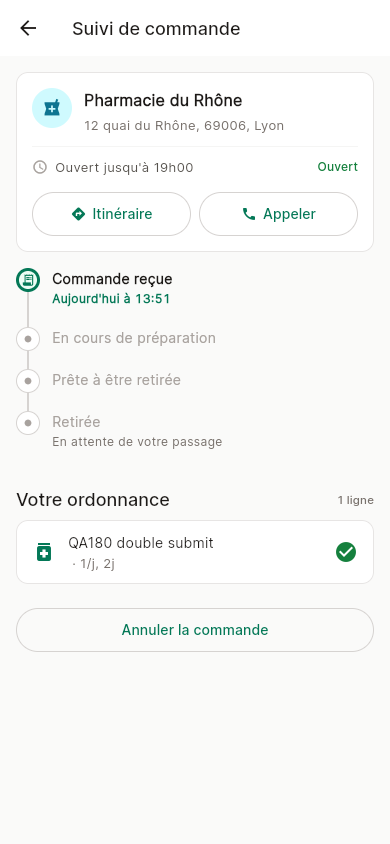 Suivi de commande
Pharmacie du Rhône
12 quai du Rhône, 69006, Lyon
Ouvert jusqu'à 19h00 Ouvert
Itinéraire Appeler
Commande reçue
Aujourd'hui à 13:51
En cours de préparation
Prête à être retirée
Retirée
En attente de votre passage
Votre ordonnance 1 ligne
QA180 double submit
· 1/j, 2j
Annuler la commande